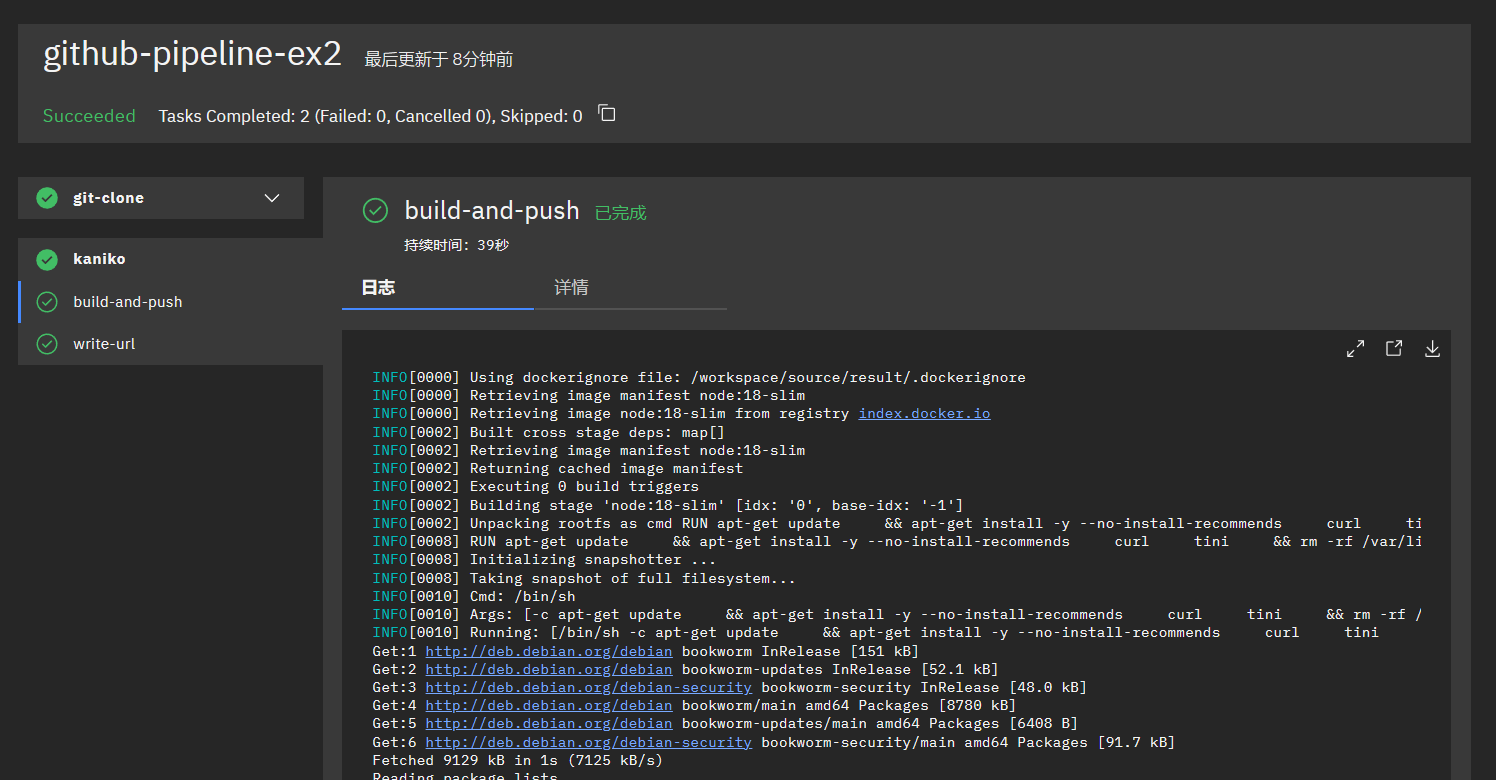 github-pipeline-ex2 最后更新于 8分钟前
Succeeded Tasks Completed: 2 (Failed: 0, Cancelled 0), Skipped: 0
git-clone
kaniko
build-and-push
write-url
build-and-push 已完成
持续时间: 39秒
日志 详情
INFO[0000] Using dockerignore file: /workspace/source/result/.dockerignore
INFO[0000] Retrieving image manifest node:18-slim
INFO[0000] Retrieving image node:18-slim from registry index.docker.io
INFO[0002] Built cross stage deps: map[]
INFO[0002] Retrieving image manifest node:18-slim
INFO[0002] Returning cached image manifest
INFO[0002] Executing 0 build triggers
INFO[0002] Building stage 'node:18-slim' [idx: '0', base-idx: '-1']
INFO[0002] Unpacking rootfs as cmd RUN apt-get update     && apt-get install -y --no-install-recommends     curl     ti
INFO[0008] RUN apt-get update     && apt-get install -y --no-install-recommends     curl     tini     && rm -rf /var/li
INFO[0008] Initializing snapshotter ...
INFO[0008] Taking snapshot of full filesystem...
INFO[0010] Cmd: /bin/sh
INFO[0010] Args: [-c apt-get update     && apt-get install -y --no-install-recommends     curl     tini     && rm -rf /
INFO[0010] Running: [/bin/sh -c apt-get update     && apt-get install -y --no-install-recommends     curl     tini
Get:1 http://deb.debian.org/debian bookworm InRelease [151 kB]
Get:2 http://deb.debian.org/debian bookworm-updates InRelease [52.1 kB]
Get:3 http://deb.debian.org/debian-security bookworm-security InRelease [48.0 kB]
Get:4 http://deb.debian.org/debian bookworm/main amd64 Packages [8780 kB]
Get:5 http://deb.debian.org/debian bookworm-updates/main amd64 Packages [6408 B]
Get:6 http://deb.debian.org/debian-security bookworm-security/main amd64 Packages [91.7 kB]
Fetched 9129 kB in 1s (7125 kB/s)
Reading package lists